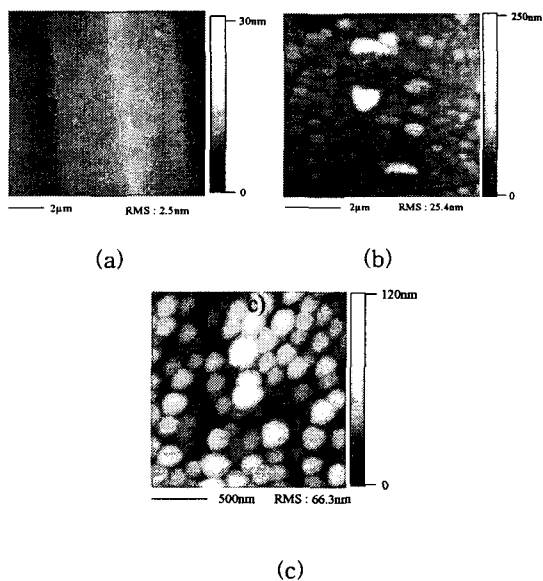 30nm
0
2μm RMS : 2.5nm
(a)
250nm
0
2μm RMS : 25.4nm
(b)
c)
120nm
0
500nm RMS : 66.3nm
(c)